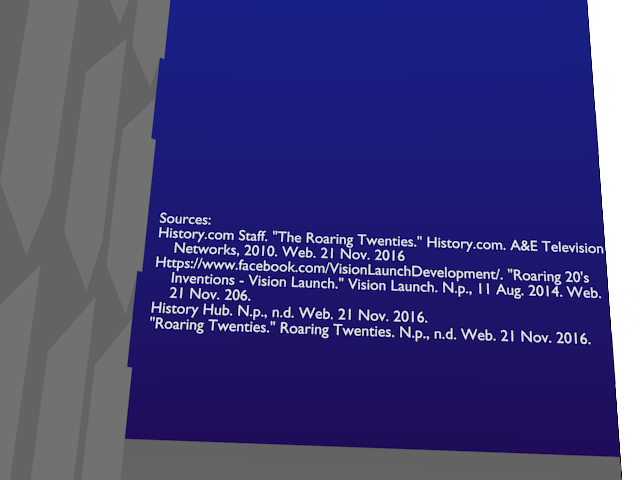 Sources:
History.com Staff. "The Roaring Twenties." History.com. A&E Television
Networks, 2010. Web. 21 Nov. 2016
Https://www.facebook.com/VisionLaunchDevelopment/. "Roaring 20's
Inventions - Vision Launch." Vision Launch. N.p., 11 Aug. 2014. Web.
21 Nov. 206.
History Hub. N.p., n.d. Web. 21 Nov. 2016.
"Roaring Twenties." Roaring Twenties. N.p., n.d. Web. 21 Nov. 2016.